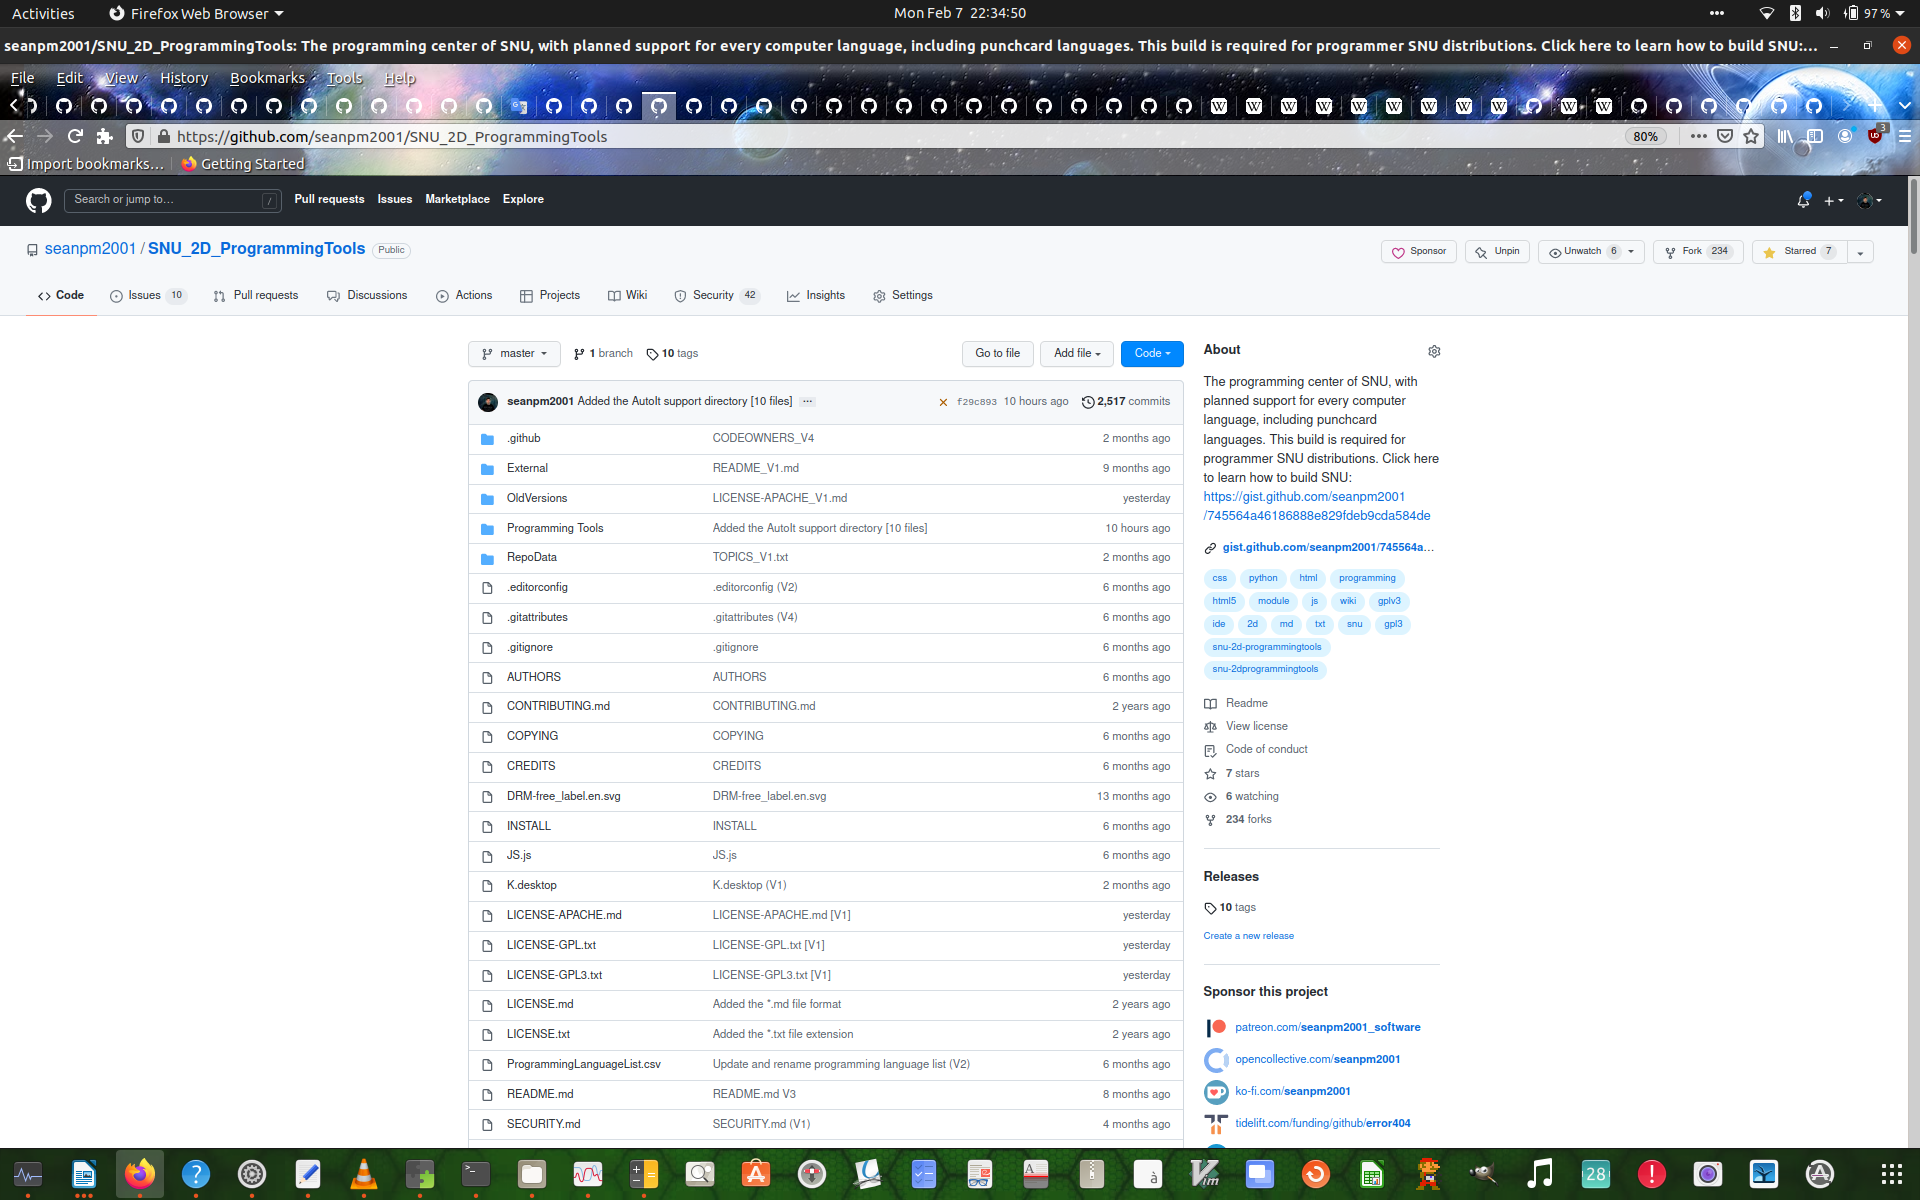 Activities Firefox Web Browser Mon Feb 7 22:34:50 97 %
seanpm2001/SNU_2D_ProgrammingTools: The programming center of SNU, with planned support for every computer language, including punchcard languages. This build is required for programmer SNU distributions. Click here to learn how to build SNU:...
File Edit View History Bookmarks Tools Help
https://github.com/seanpm2001/SNU_2D_ProgrammingTools 80% 3
Import bookmarks... Getting Started
Search or jump to... / Pull requests Issues Marketplace Explore
seanpm2001 / SNU_2D_ProgrammingTools Public Sponsor Unpin Unwatch 6 Fork 234 Starred 7
Code Issues 10 Pull requests Discussions Actions Projects Wiki Security 42 Insights Settings
master 1 branch 10 tags Go to file Add file Code
seanpm2001 Added the AutoIt support directory [10 files] ... f29c893 10 hours ago 2,517 commits
.github CODEOWNERS_V4 2 months ago
External README_V1.md 9 months ago
OldVersions LICENSE-APACHE_V1.md yesterday
Programming Tools Added the AutoIt support directory [10 files] 10 hours ago
RepoData TOPICS_V1.txt 2 months ago
.editorconfig .editorconfig (V2) 6 months ago
.gitattributes .gitattributes (V4) 6 months ago
.gitignore .gitignore 6 months ago
AUTHORS AUTHORS 6 months ago
CONTRIBUTING.md CONTRIBUTING.md 2 years ago
COPYING COPYING 6 months ago
CREDITS CREDITS 6 months ago
DRM-free_label.en.svg DRM-free_label.en.svg 13 months ago
INSTALL INSTALL 6 months ago
JS.js JS.js 6 months ago
K.desktop K.desktop (V1) 2 months ago
LICENSE-APACHE.md LICENSE-APACHE.md [V1] yesterday
LICENSE-GPL.txt LICENSE-GPL.txt [V1] yesterday
LICENSE-GPL3.txt LICENSE-GPL3.txt [V1] yesterday
LICENSE.md Added the *.md file format 2 years ago
LICENSE.txt Added the *.txt file extension 2 years ago
ProgrammingLanguageList.csv Update and rename programming language list (V2) 6 months ago
README.md README.md V3 8 months ago
SECURITY.md SECURITY.md (V1) 4 months ago
About
The programming center of SNU, with
planned support for every computer
language, including punchcard
languages. This build is required for
programmer SNU distributions. Click here
to learn how to build SNU:
https://gist.github.com/seanpm2001
/745564a46186888e829fdeb9cda584de
gist.github.com/seanpm2001/745564a...
css python html programming
html5 module js wiki gplv3
ide 2d md txt snu gpl3
snu-2d-programmingtools
snu-2dprogrammingtools
Readme
View license
Code of conduct
7 stars
6 watching
234 forks
Releases
10 tags
Create a new release
Sponsor this project
patreon.com/seanpm2001_software
opencollective.com/seanpm2001
ko-fi.com/seanpm2001
tidelift.com/funding/github/error404
28